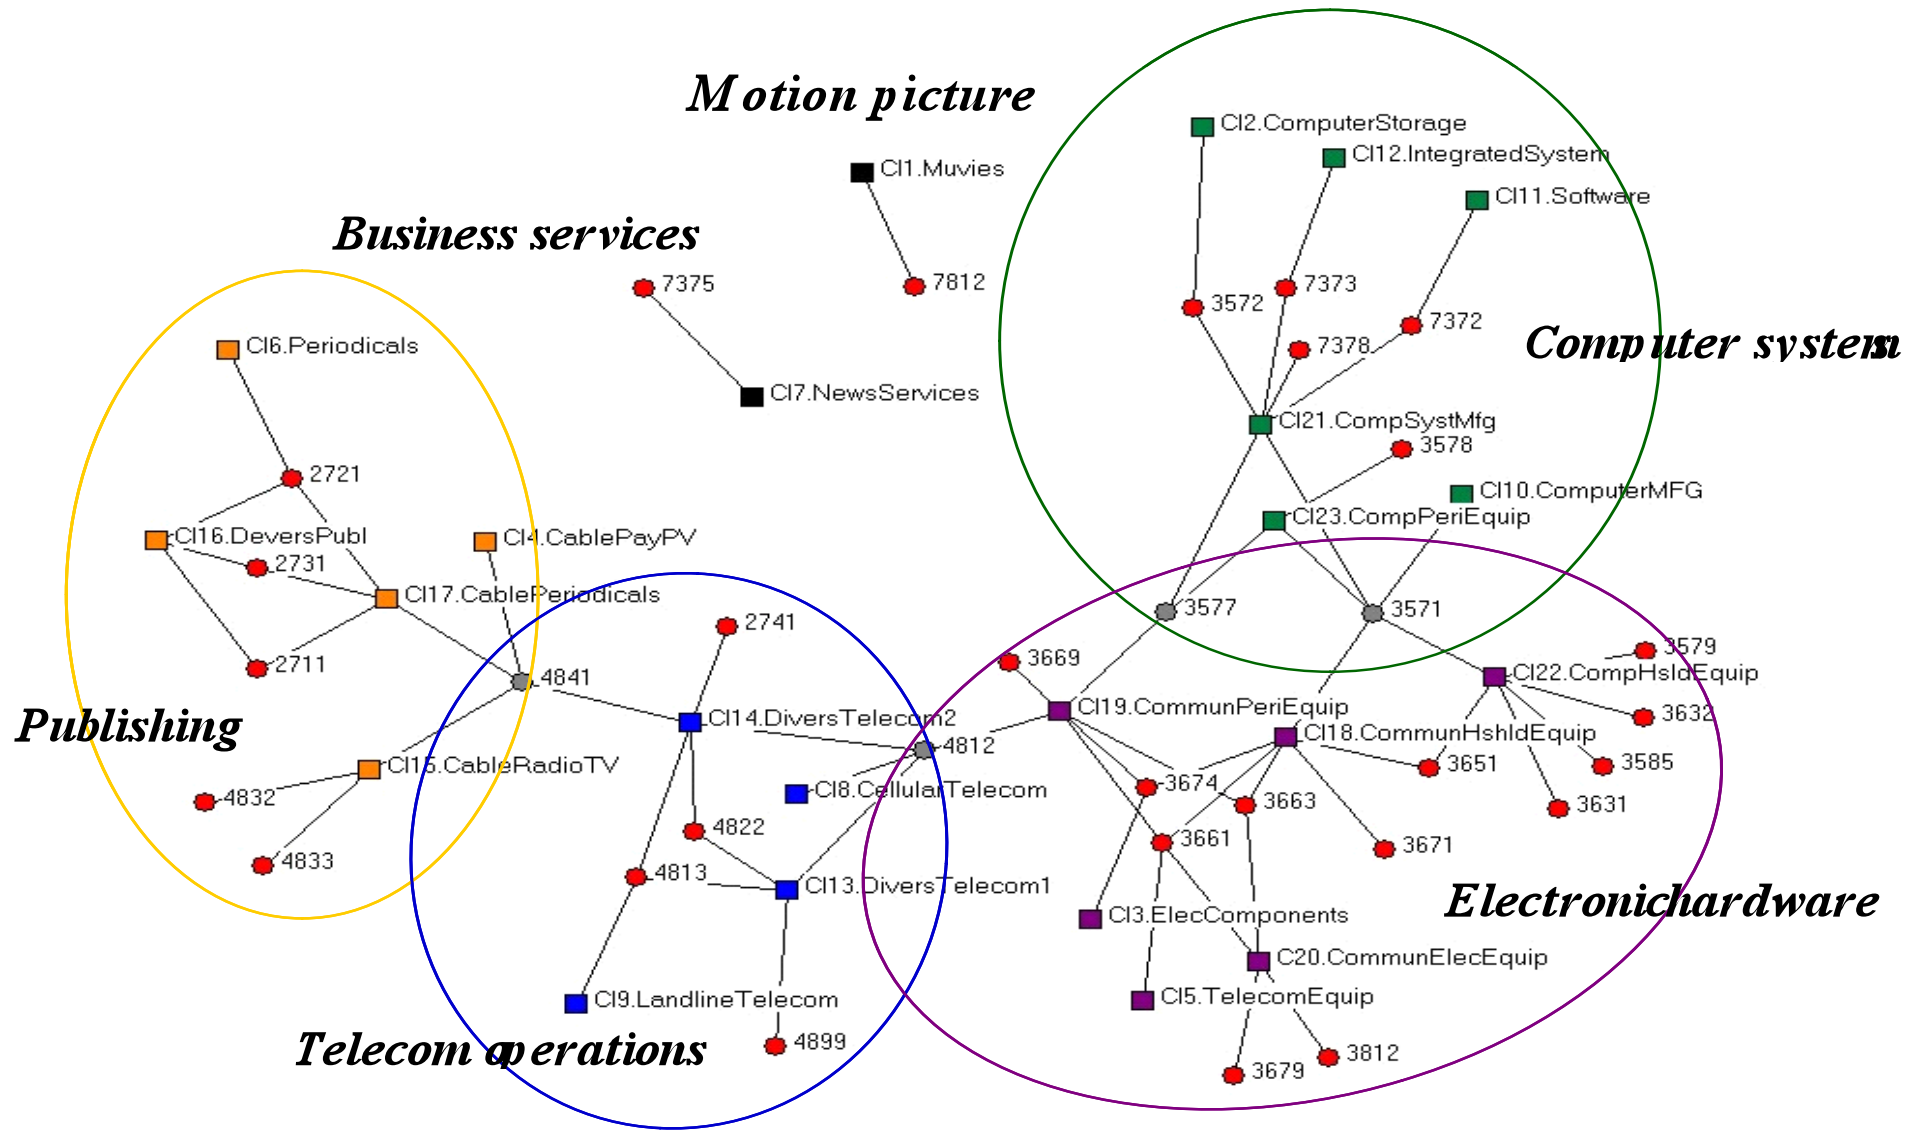 Motion picture
Business services
Computer system
Publishing
Telecom operations
Electronichardware
Cl2.ComputerStorage
Cl12.IntegratedSystem
Cl11.Software
Cl1.Muvies
7812
7375
Cl7.NewsServices
3572
7373
7372
7378
Cl21.CompSystMfg
3578
Cl10.ComputerMFG
Cl23.CompPeriEquip
3577
3571
Cl6.Periodicals
2721
Cl16.DeversPubl
2731
Cl4.CablePayPV
Cl17.CablePeriodicals
2711
4841
Cl15.CableRadioTV
4832
4833
2741
Cl14.DiversTelecom2
4812
Cl8.CellularTelecom
4822
4813
Cl13.DiversTelecom1
Cl9.LandlineTelecom
4899
3669
Cl19.CommunPeriEquip
3579
Cl22.CompHsldEquip
3632
Cl18.CommunHshldEquip
3651
3585
3674
3663
3631
3661
3671
Cl3.ElecComponents
C20.CommunElecEquip
Cl5.TelecomEquip
3812
3679